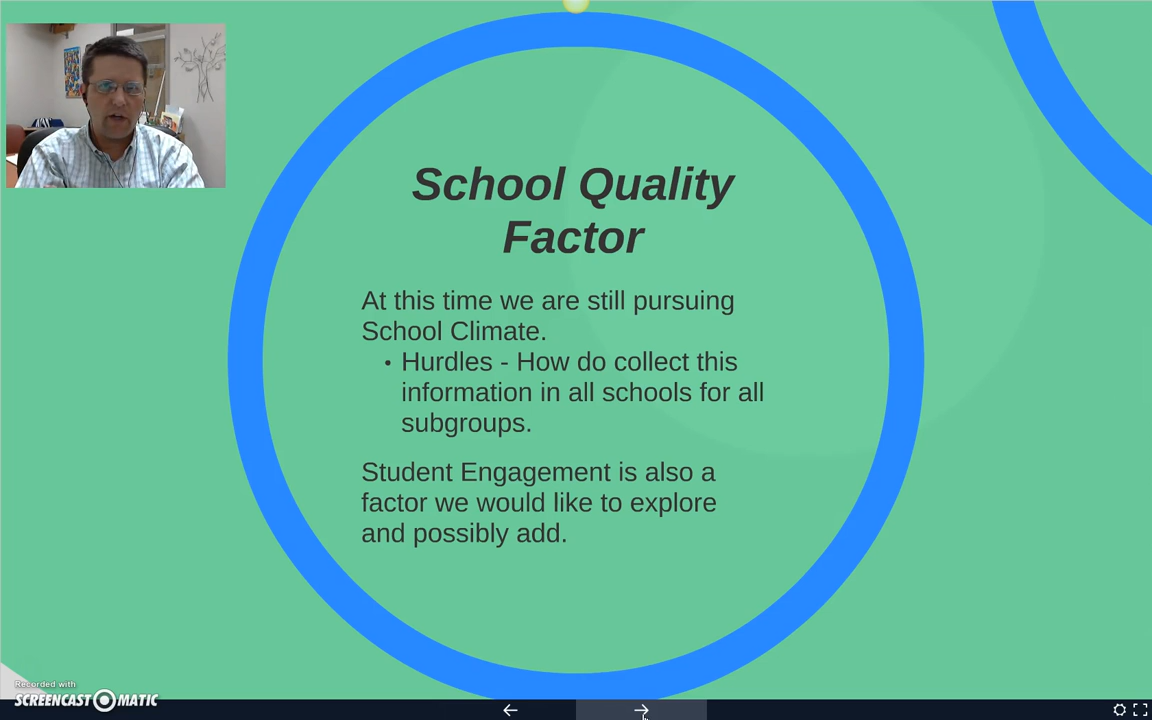 School Quality
Factor
At this time we are still pursuing
School Climate.
• Hurdles - How do collect this
information in all schools for all
subgroups.
Student Engagement is also a
factor we would like to explore
and possibly add.
Recorded with
SCREENCAST MATIC